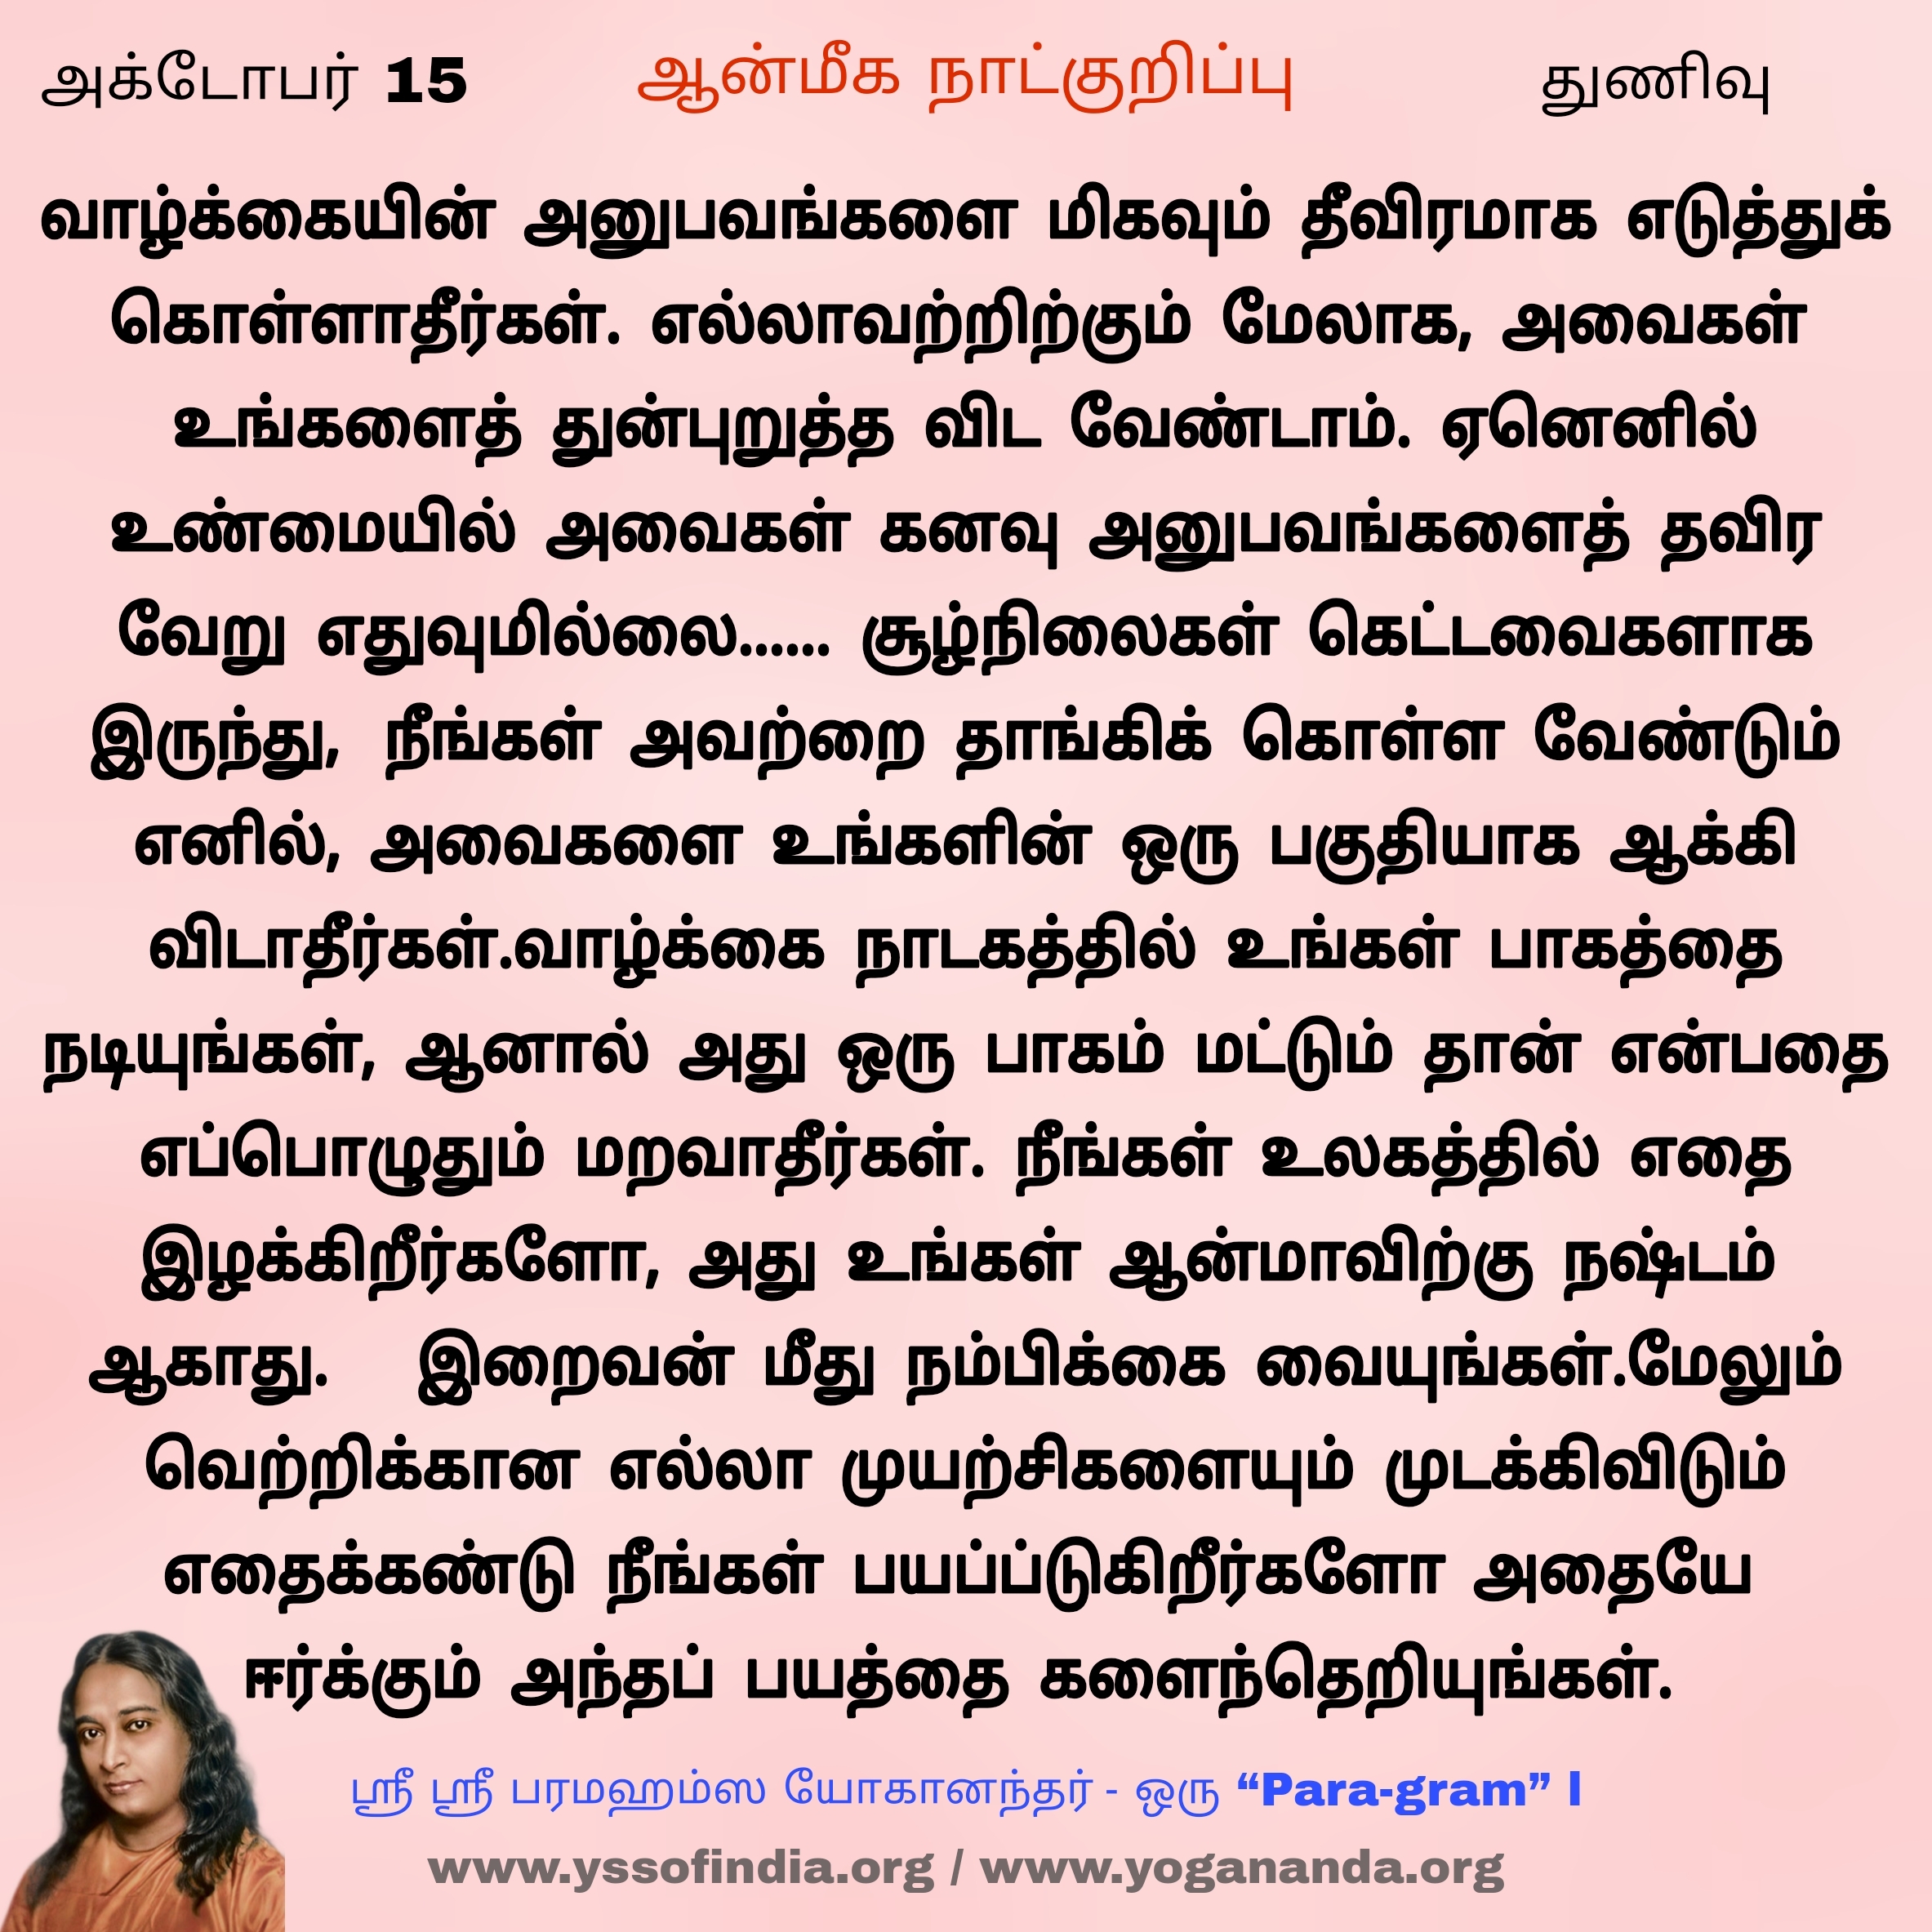 அக்டோபர் 15 ஆன்மீக நாட்குறிப்பு துணிவு
வாழ்க்கையின் அனுபவங்களை மிகவும் தீவிரமாக எடுத்துக்
கொள்ளாதீர்கள். எல்லாவற்றிற்கும் மேலாக, அவைகள்
உங்களைத் துன்புறுத்த விட வேண்டாம். ஏனெனில்
உண்மையில் அவைகள் கனவு அனுபவங்களைத் தவிர
வேறு எதுவுமில்லை...... சூழ்நிலைகள் கெட்டவைகளாக
இருந்து, நீங்கள் அவற்றை தாங்கிக் கொள்ள வேண்டும்
எனில், அவைகளை உங்களின் ஒரு பகுதியாக ஆக்கி
விடாதீர்கள்.வாழ்க்கை நாடகத்தில் உங்கள் பாகத்தை
நடியுங்கள், ஆனால் அது ஒரு பாகம் மட்டும் தான் என்பதை
எப்பொழுதும் மறவாதீர்கள். நீங்கள் உலகத்தில் எதை
இழக்கிறீர்களோ, அது உங்கள் ஆன்மாவிற்கு நஷ்டம்
ஆகாது. இறைவன் மீது நம்பிக்கை வையுங்கள்.மேலும்
வெற்றிக்கான எல்லா முயற்சிகளையும் முடக்கிவிடும்
எதைக்கண்டு நீங்கள் பயப்ப்டுகிறீர்களோ அதையே
ஈர்க்கும் அந்தப் பயத்தை களைந்தெறியுங்கள்.
ஸ்ரீ ஸ்ரீ பரமஹம்ஸ யோகானந்தர் - ஒரு “Para-gram” l
www.yssofindia.org / www.yogananda.org